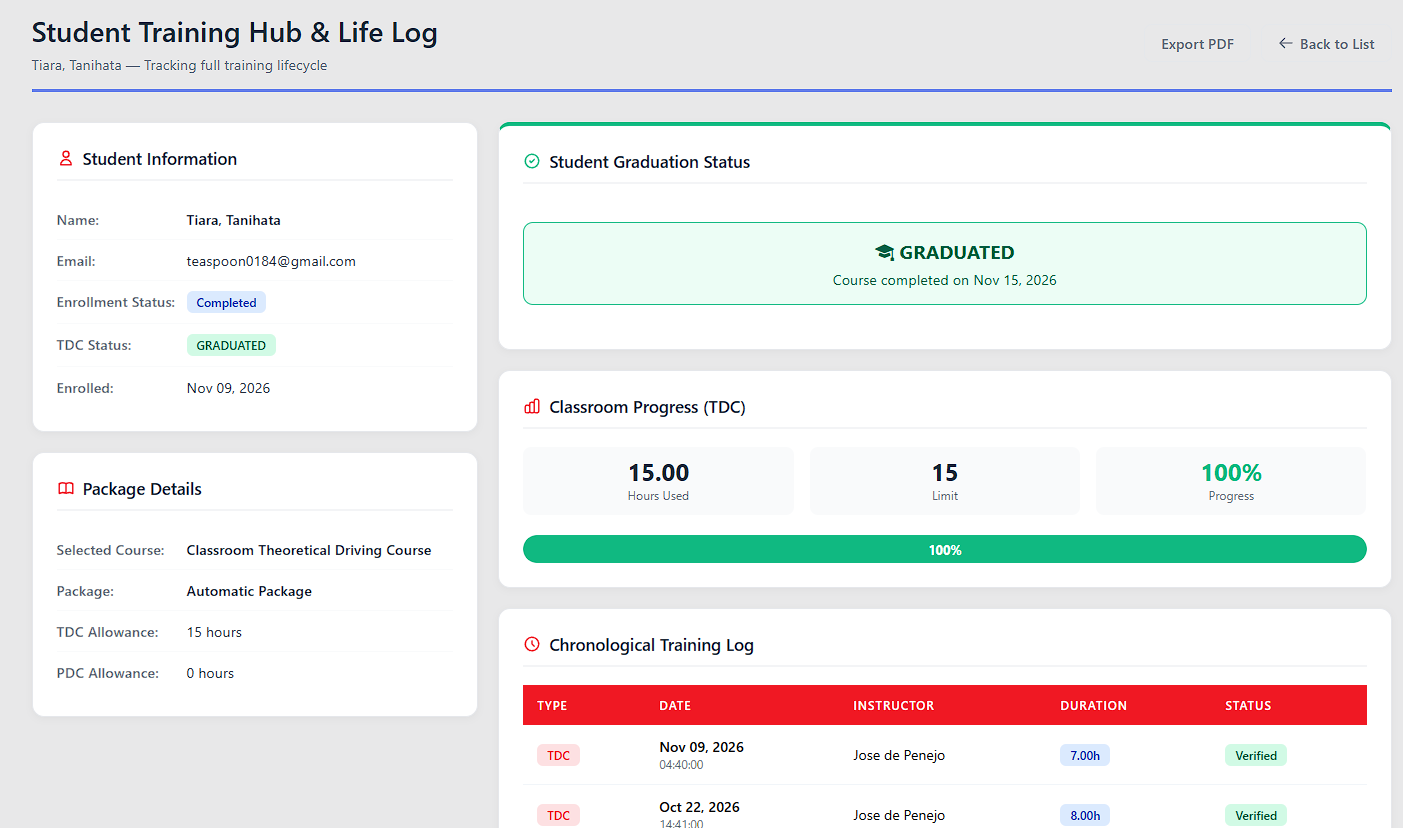 Student Training Hub & Life Log
Tiara, Tanihata — Tracking full training lifecycle
Export PDF
← Back to List
Student Information
Name: Tiara, Tanihata
Email: teaspoon0184@gmail.com
Enrollment Status: Completed
TDC Status: GRADUATED
Enrolled: Nov 09, 2026
Package Details
Selected Course: Classroom Theoretical Driving Course
Package: Automatic Package
TDC Allowance: 15 hours
PDC Allowance: 0 hours
Student Graduation Status
GRADUATED
Course completed on Nov 15, 2026
Classroom Progress (TDC)
15.00
Hours Used
15
Limit
100%
Progress
100%
Chronological Training Log
TYPE DATE INSTRUCTOR DURATION STATUS
TDC Nov 09, 2026 Jose de Penejo 7.00h Verified
04:40:00
TDC Oct 22, 2026 Jose de Penejo 8.00h Verified
14:41:00